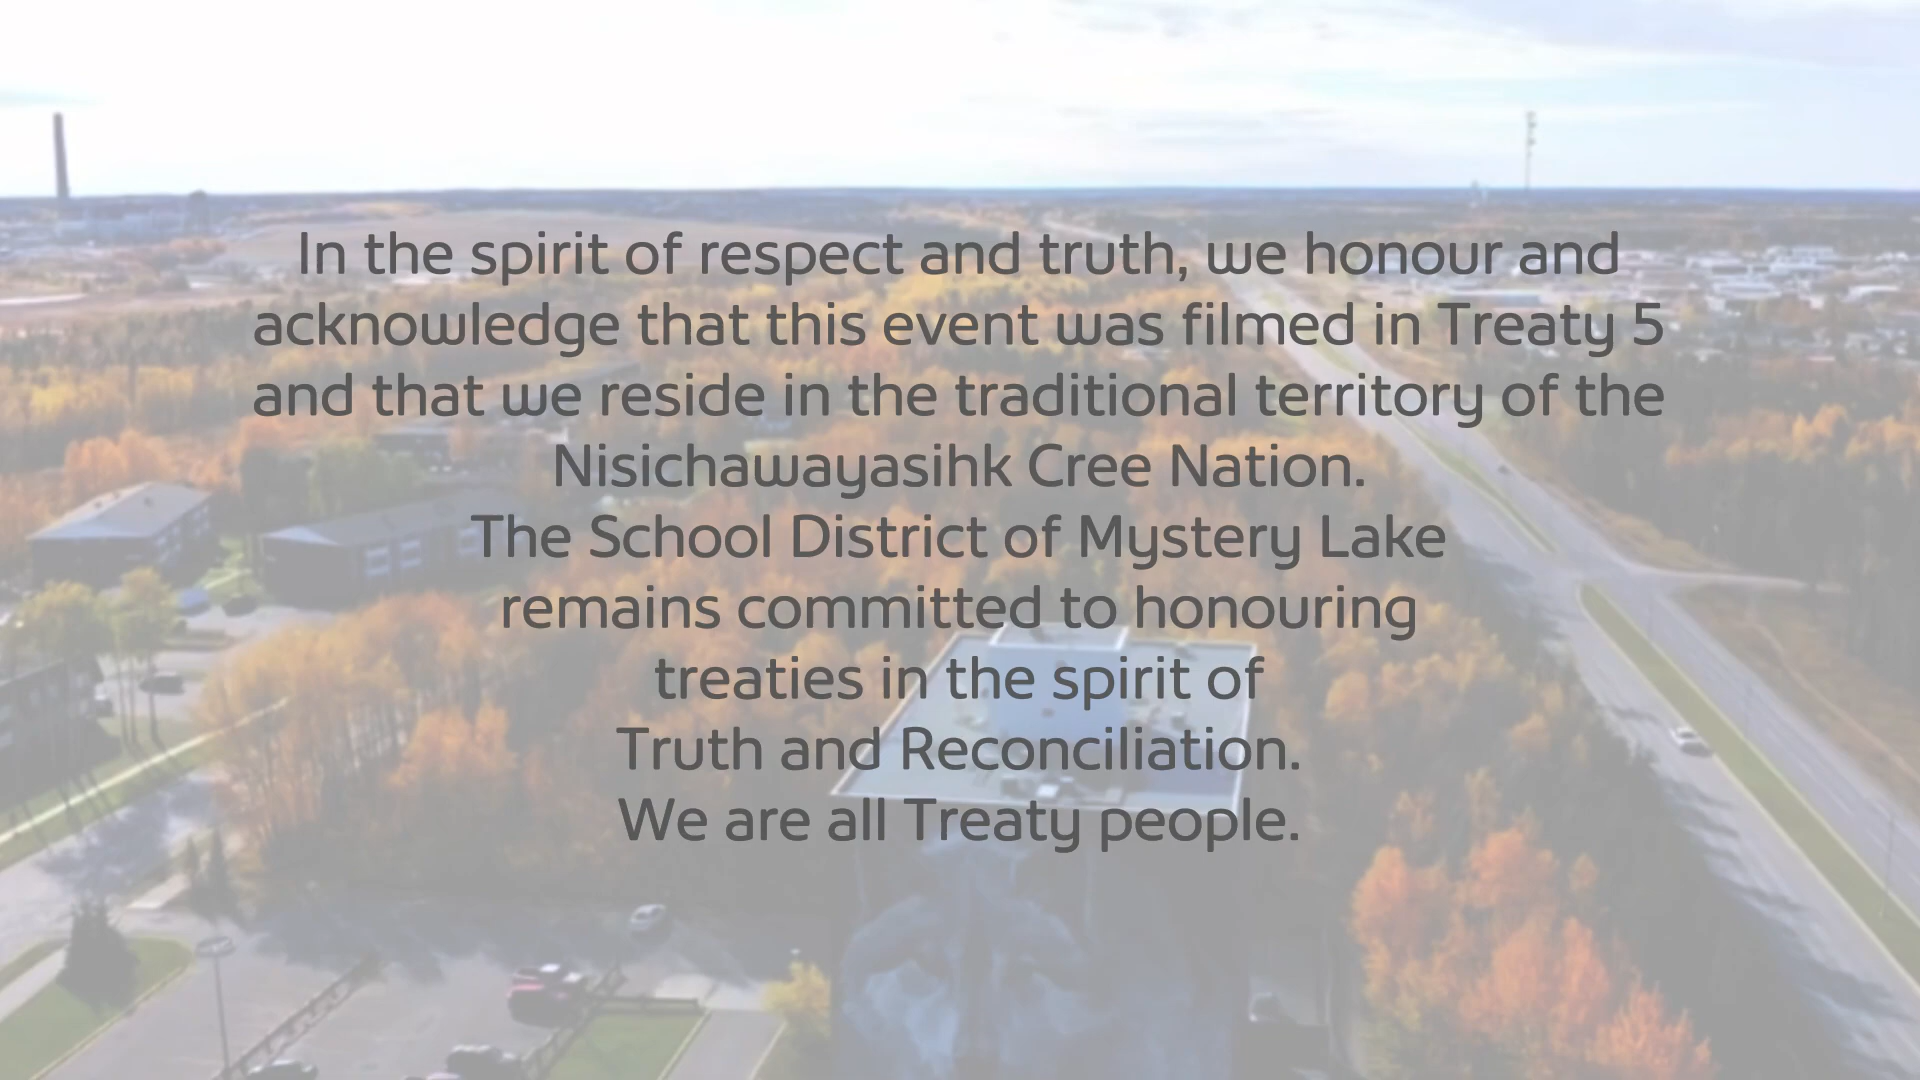 In the spirit of respect and truth, we honour and
acknowledge that this event was filmed in Treaty 5
and that we reside in the traditional territory of the
Nisichawayasihk Cree Nation.
The School District of Mystery Lake
remains committed to honouring
treaties in the spirit of
Truth and Reconciliation.
We are all Treaty people.